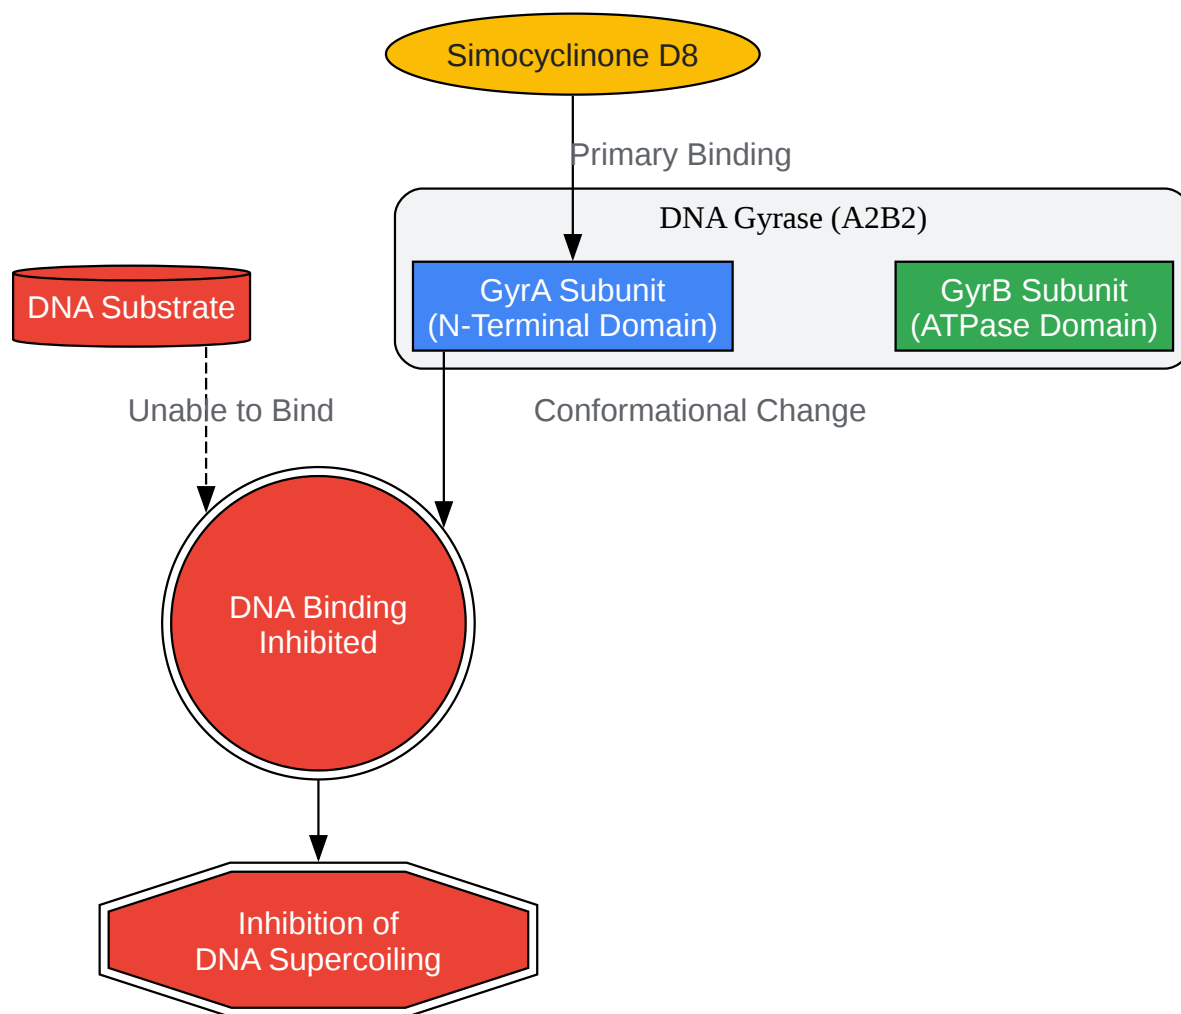 Simocyclinone D8
Primary Binding
DNA Gyrase (A2B2)
DNA Substrate
GyrA Subunit
(N-Terminal Domain)
GyrB Subunit
(ATPase Domain)
Unable to Bind
Conformational Change
DNA Binding
Inhibited
Inhibition of
DNA Supercoiling